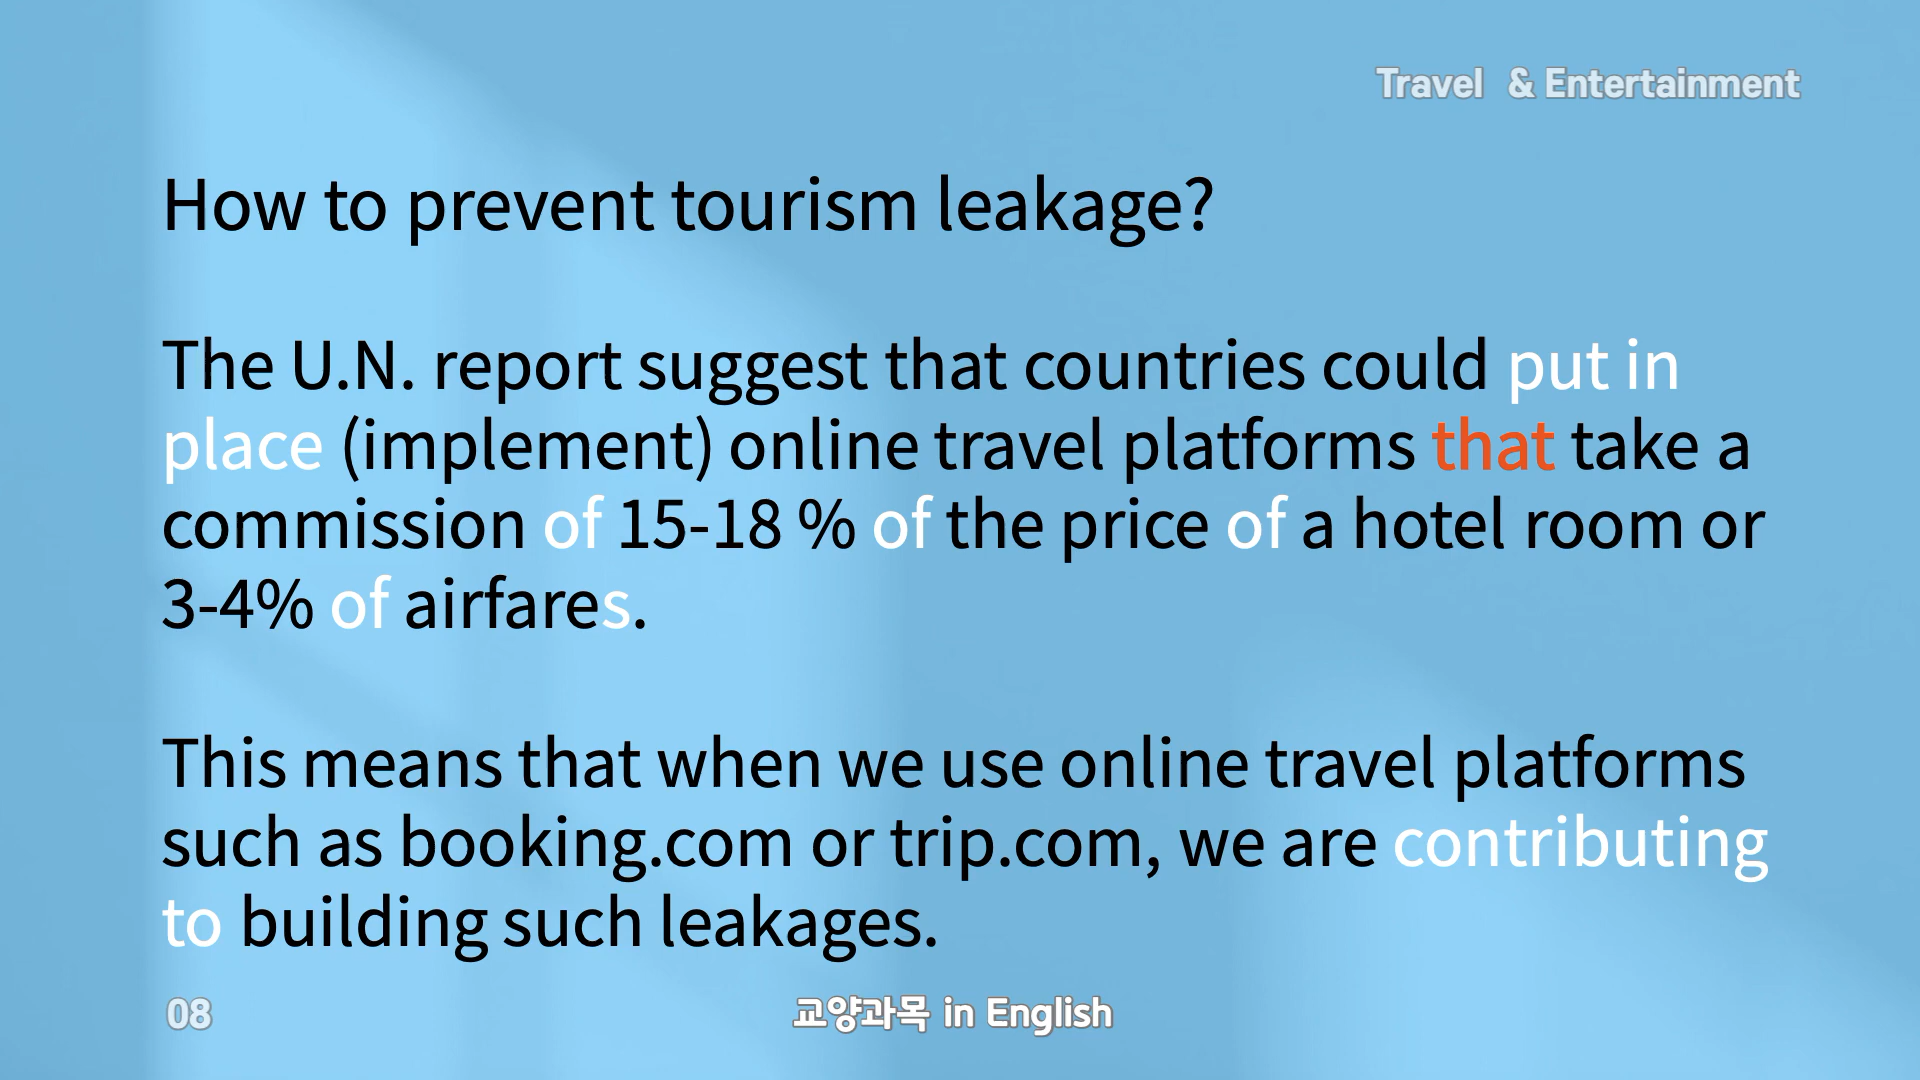 Travel & Entertainment
How to prevent tourism leakage?
The U.N. report suggest that countries could put in
place (implement) online travel platforms that take a
commission of 15-18 % of the price of a hotel room or
3-4% of airfares.
This means that when we use online travel platforms
such as booking.com or trip.com, we are contributing
to building such leakages.
08
교양과목 in English